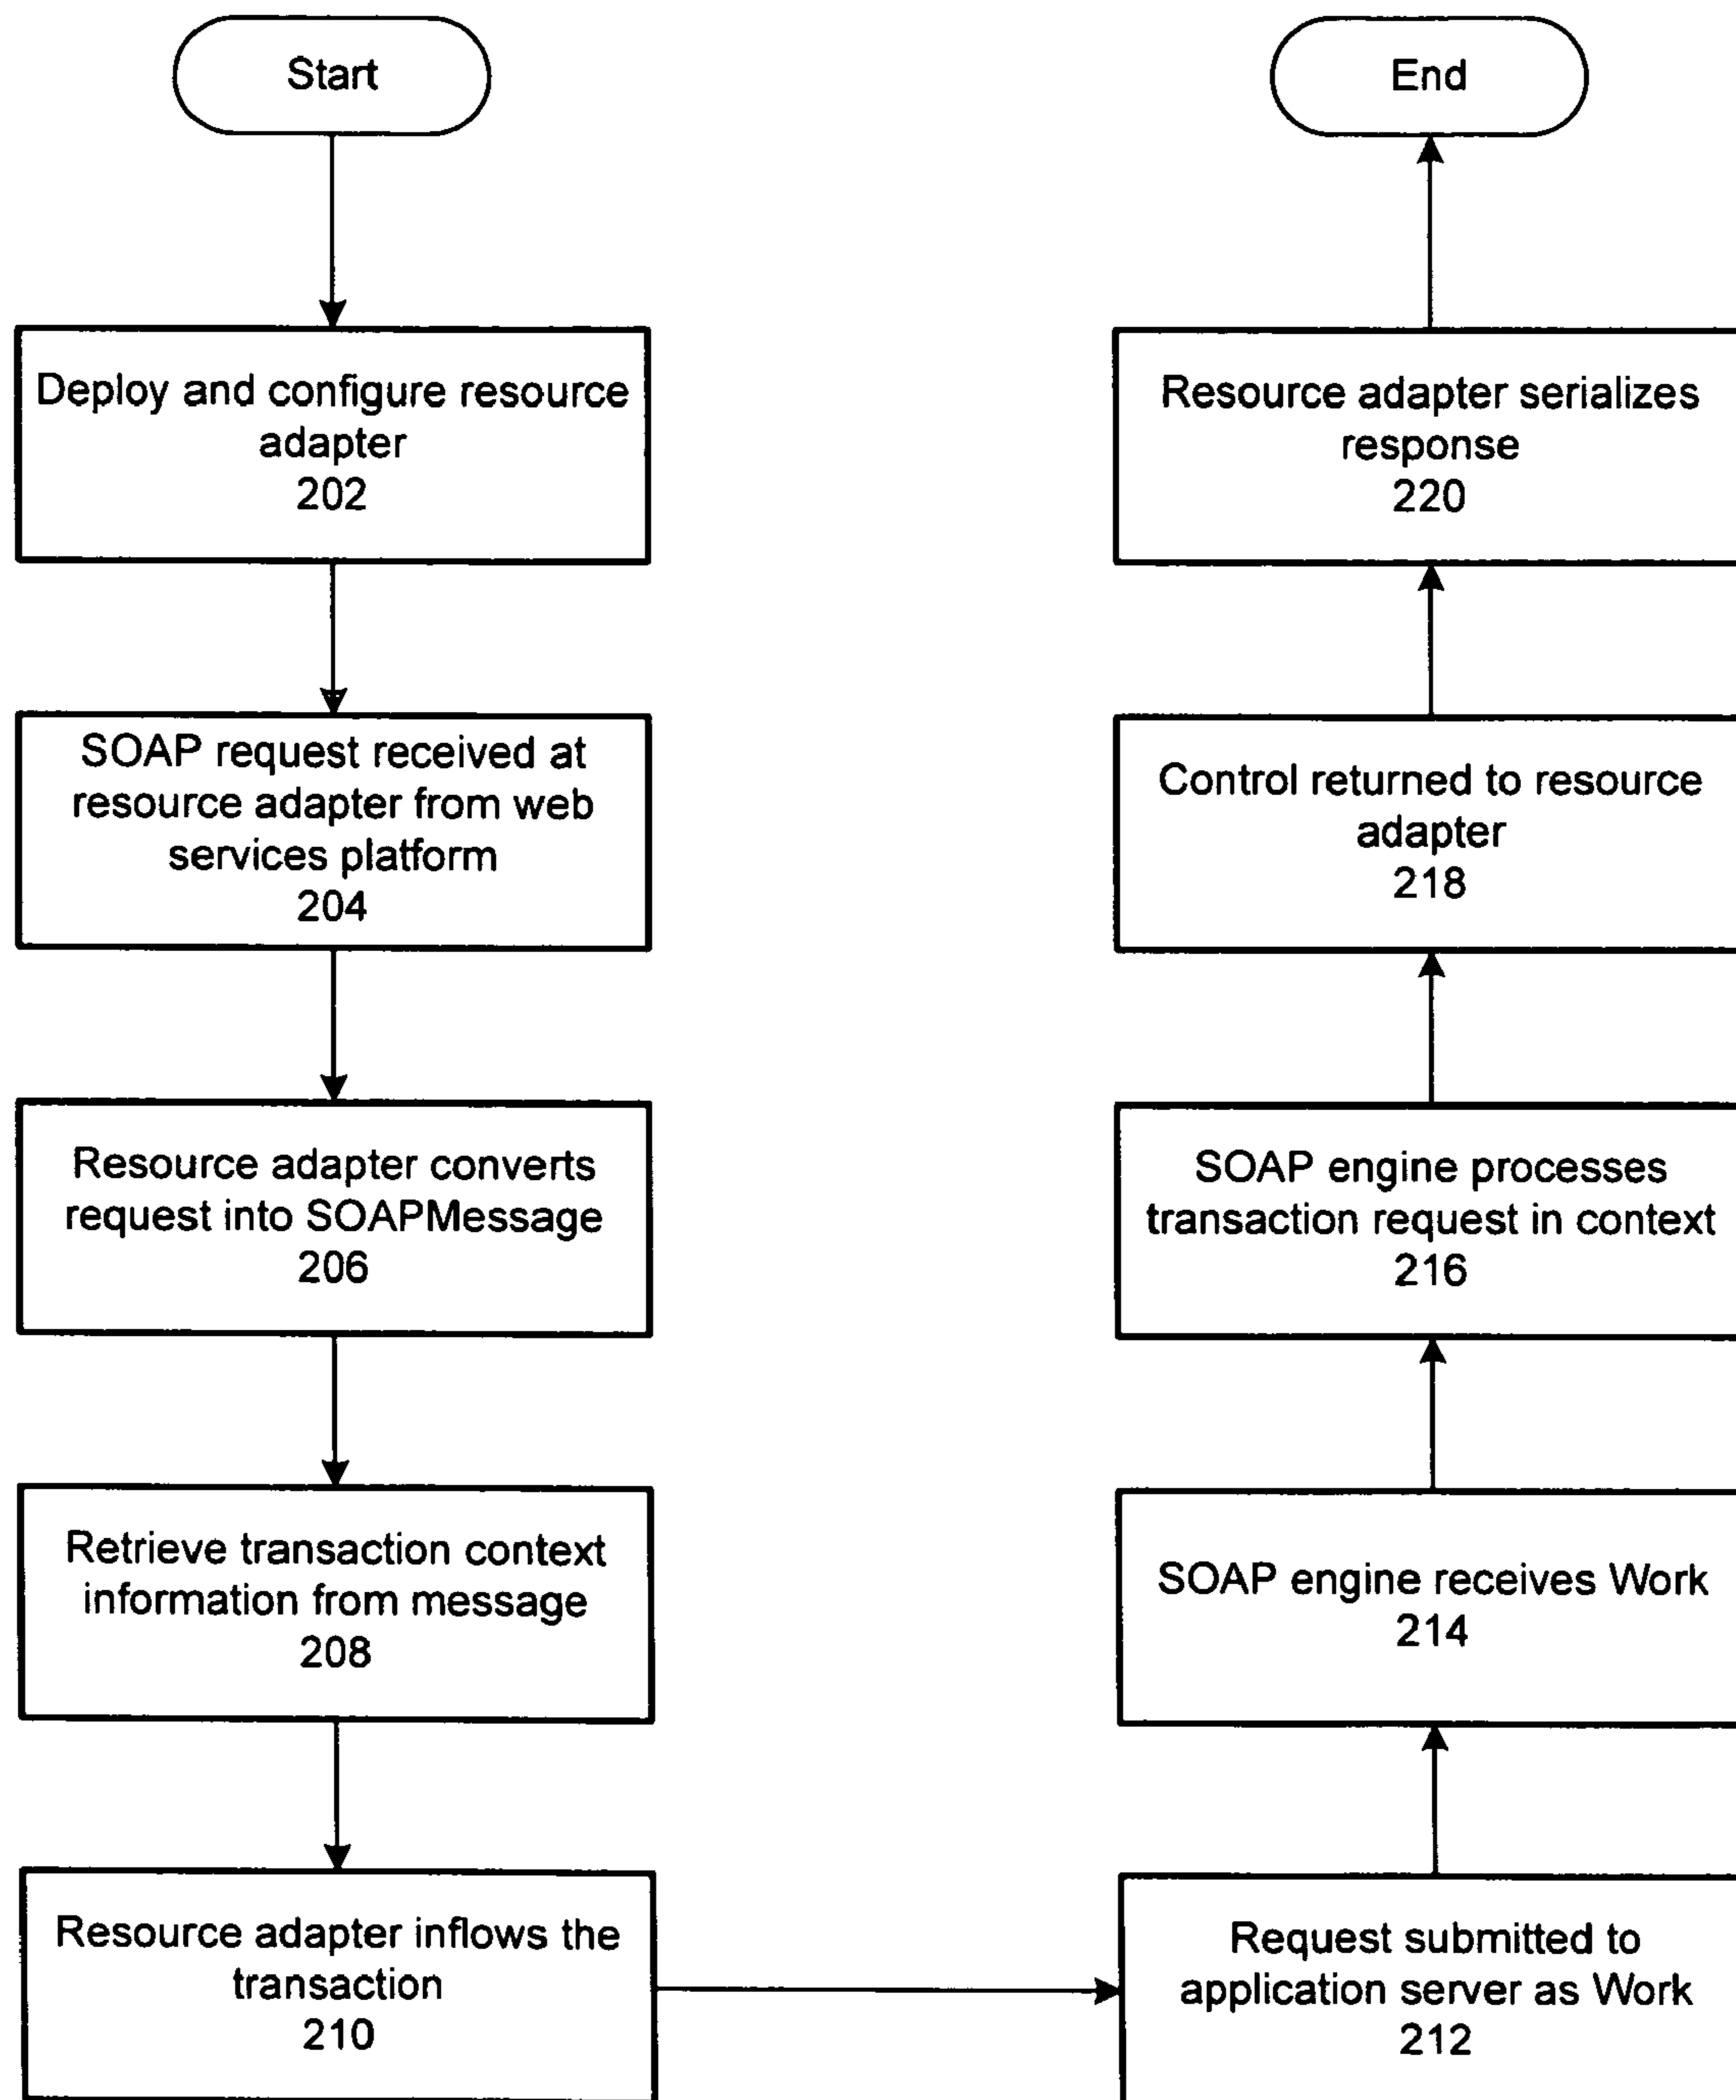 Start
Deploy and configure resource
adapter
202
SOAP request received at
resource adapter from web
services platform
204
Resource adapter converts
request into SOAPMessage
206
Retrieve transaction context
information from message
208
Resource adapter inflows the
transaction
210
Request submitted to
application server as Work
212
SOAP engine receives Work
214
SOAP engine processes
transaction request in context
216
Control returned to resource
adapter
218
Resource adapter serializes
response
220
End